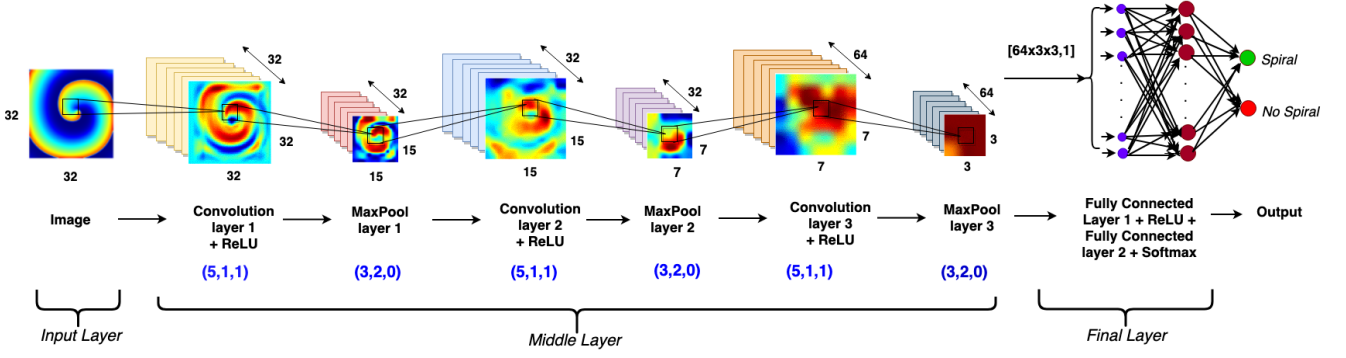 32
32
32
32
32
32
15
15
32
15
15
32
7
7
64
7
7
64
3
3
[64x3x3,1]
Spiral
No Spiral
Image
Convolution
layer 1
+ ReLU
(5,1,1)
MaxPool
layer 1
(3,2,0)
Convolution
layer 2
+ ReLU
(5,1,1)
MaxPool
layer 2
(3,2,0)
Convolution
layer 3
+ ReLU
(5,1,1)
MaxPool
layer 3
(3,2,0)
Fully Connected
Layer 1 + ReLU +
Fully Connected
layer 2 + Softmax
Output
Input Layer
Middle Layer
Final Layer